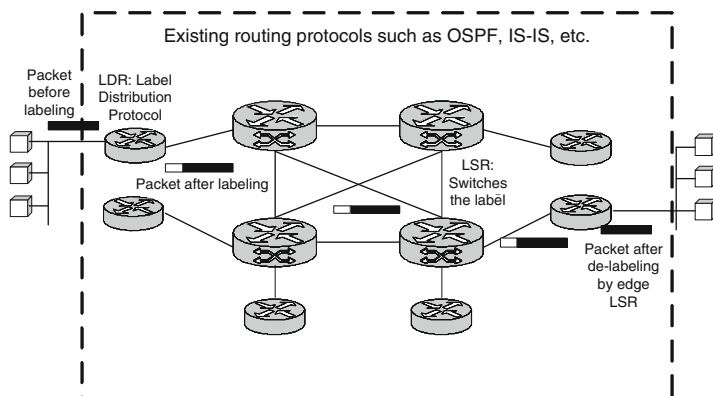 Existing routing protocols such as OSPF, IS-IS, etc.
Packet
before
labeling
LDR: Label
Distribution
Protocol
Packet after labeling
LSR:
Switches
the label
Packet after
de-labeling
by edge
LSR